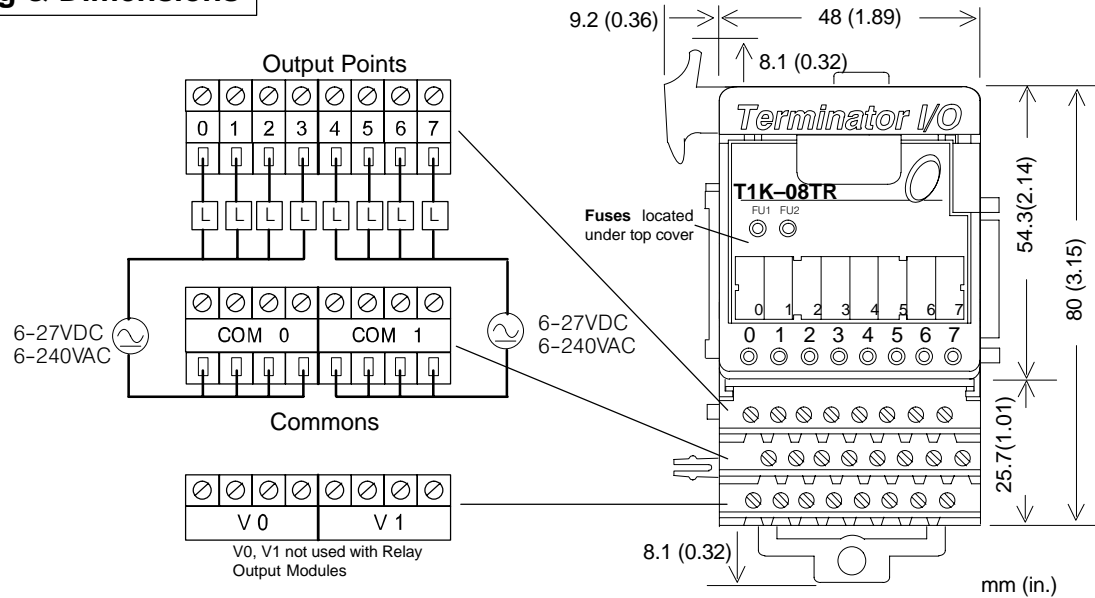 g & Dimensions
9.2 (0.36)
48 (1.89)
8.1 (0.32)
Output Points
0 1 2 3 4 5 6 7
L L L L L L L L
6–27VDC
6–240VAC
COM 0 COM 1
6–27VDC
6–240VAC
Commons
V 0 V 1
V0, V1 not used with Relay
Output Modules
Terminator I/O
T1K–08TR
FU1 FU2
Fuses located
under top cover
0 1 2 3 4 5 6 7
0 1 2 3 4 5 6 7
54.3(2.14)
80 (3.15)
25.7(1.01)
8.1 (0.32)
mm (in.)